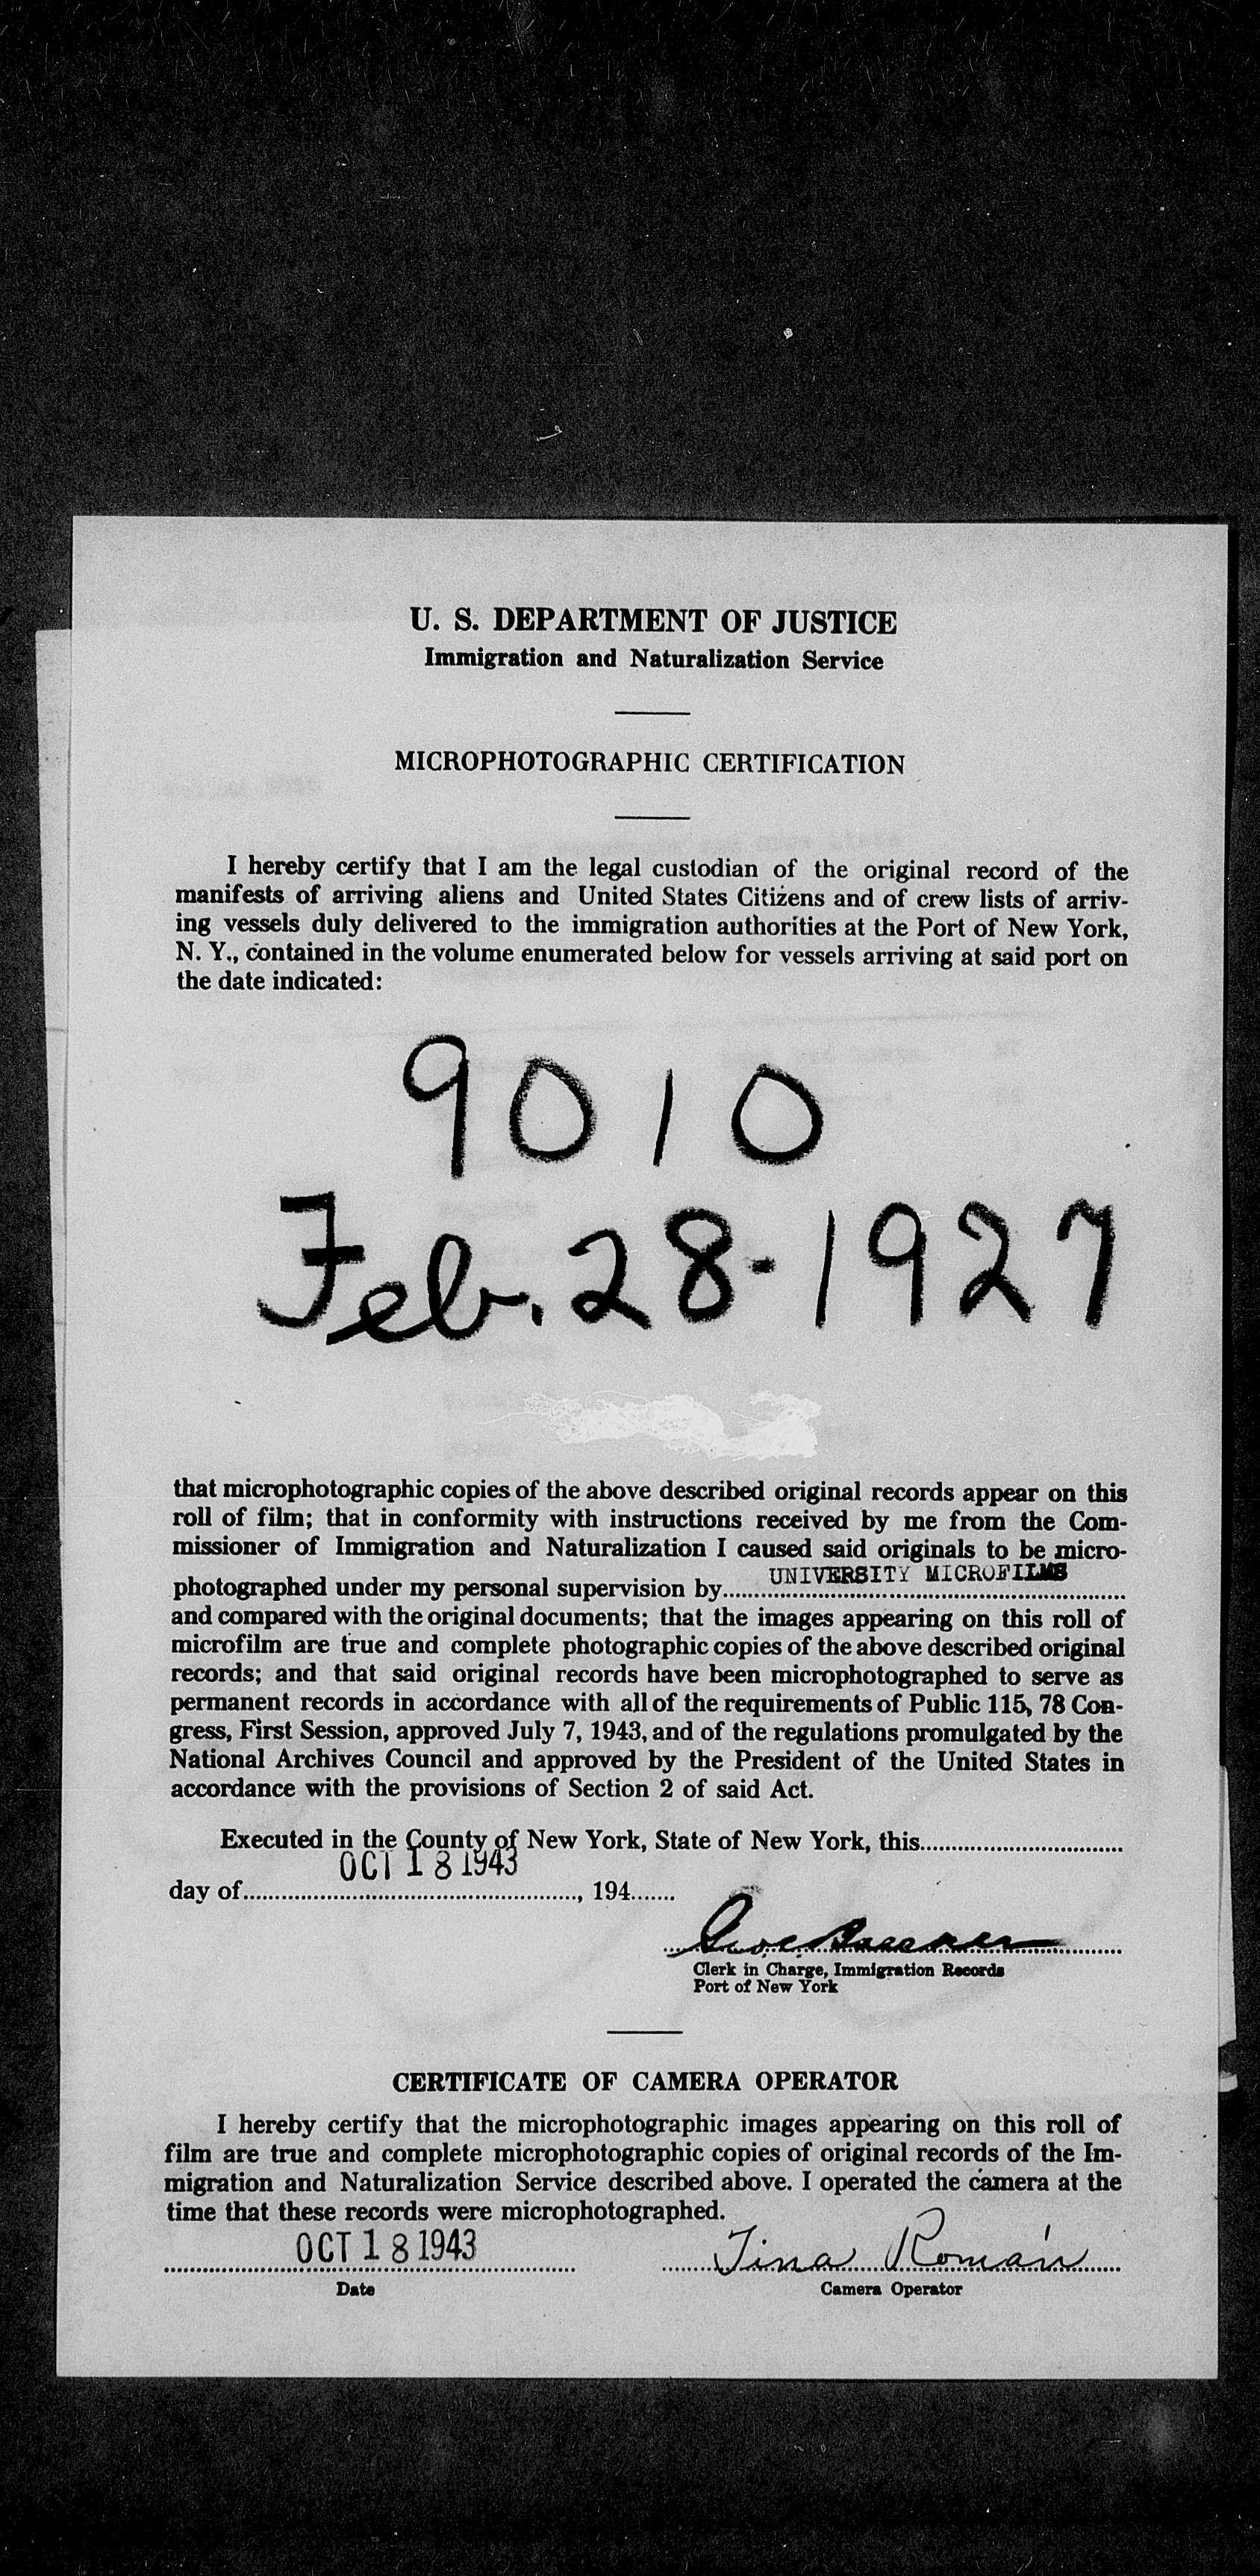 U. S. DEPARTMENT OF JUSTICE
Immigration and Naturalization Service
MICROPHOTOGRAPHIC CERTIFICATION
I hereby certify that I am the legal custodian of the original record of the
manifests of arriving aliens and United States Citizens and of crew lists of arriv-
ing vessels duly delivered to the immigration authorities at the Port of New York,
N. Y., contained in the volume enumerated below for vessels arriving at said port on
the date indicated:
9010
Feb. 28-1927
that microphotographic copies of the above described original records appear on this
roll of film; that in conformity with instructions received by me from the Com-
missioner of Immigration and Naturalization I caused said originals to be micro-
photographed under my personal supervision by UNIVERSITY MICROFILMS
and compared with the original documents; that the images appearing on this roll of
microfilm are true and complete photographic copies of the above described original
records; and that said original records have been microphotographed to serve as
permanent records in accordance with all of the requirements of Public 115, 78 Con-
gress, First Session, approved July 7, 1943, and of the regulations promulgated by the
National Archives Council and approved by the President of the United States in
accordance with the provisions of Section 2 of said Act.
Executed in the County of New York, State of New York, this
OCT 18 1943
day of , 194
Clerk in Charge, Immigration Records
Port of New York
CERTIFICATE OF CAMERA OPERATOR
I hereby certify that the microphotographic images appearing on this roll of
film are true and complete microphotographic copies of original records of the Im-
migration and Naturalization Service described above. I operated the camera at the
time that these records were microphotographed.
OCT 18 1943 Tina Román
Date Camera Operator